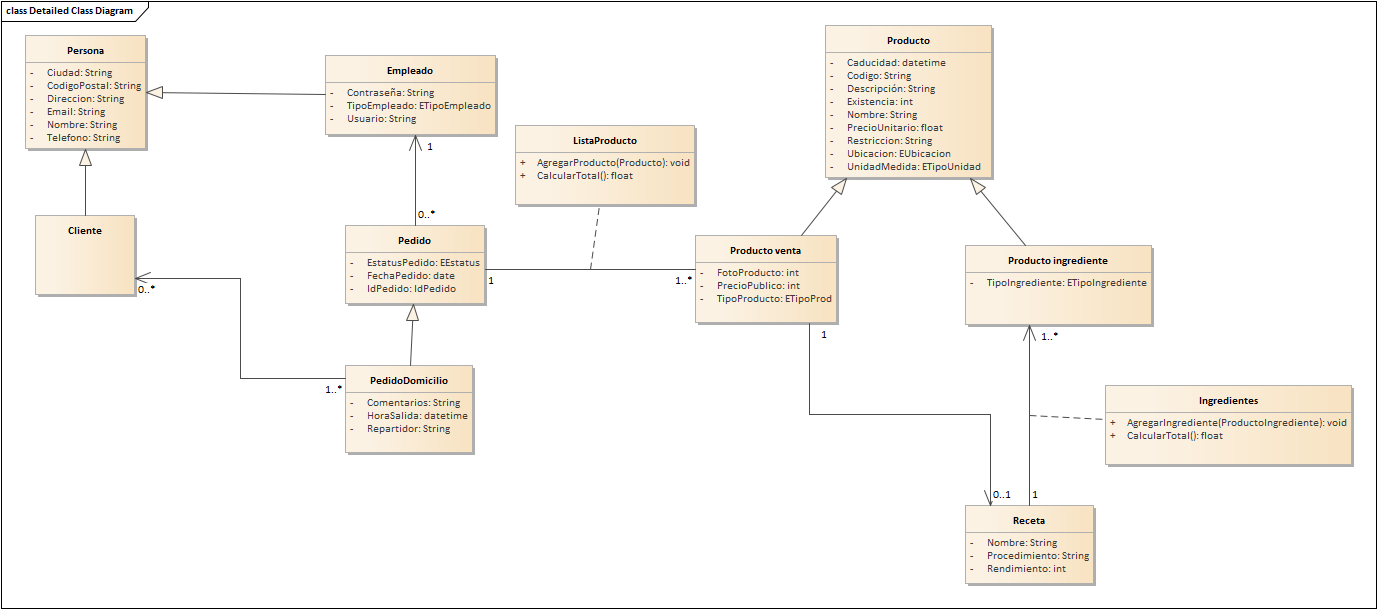 class Detailed Class Diagram
Persona
- Ciudad: String
- CodigoPostal: String
- Direccion: String
- Email: String
- Nombre: String
- Telefono: String
Empleado
- Contraseña: String
- TipoEmpleado: ETipoEmpleado
- Usuario: String
1
0..*
ListaProducto
+ AgregarProducto(Producto): void
+ CalcularTotal(): float
Producto
- Caducidad: datetime
- Codigo: String
- Descripción: String
- Existencia: int
- Nombre: String
- PrecioUnitario: float
- Restriccion: String
- Ubicacion: EUbicacion
- UnidadMedida: ETipoUnidad
Cliente
0..*
Pedido
- EstatusPedido: EEstatus
- FechaPedido: date
- IdPedido: IdPedido
1
1..*
Producto venta
- FotoProducto: int
- PrecioPublico: int
- TipoProducto: ETipoProd
1
Producto ingrediente
- TipoIngrediente: ETipoIngrediente
1..*
1..*
PedidoDomicilio
- Comentarios: String
- HoraSalida: datetime
- Repartidor: String
Ingredientes
+ AgregarIngrediente(ProductoIngrediente): void
+ CalcularTotal(): float
0..1
1
Receta
- Nombre: String
- Procedimiento: String
- Rendimiento: int